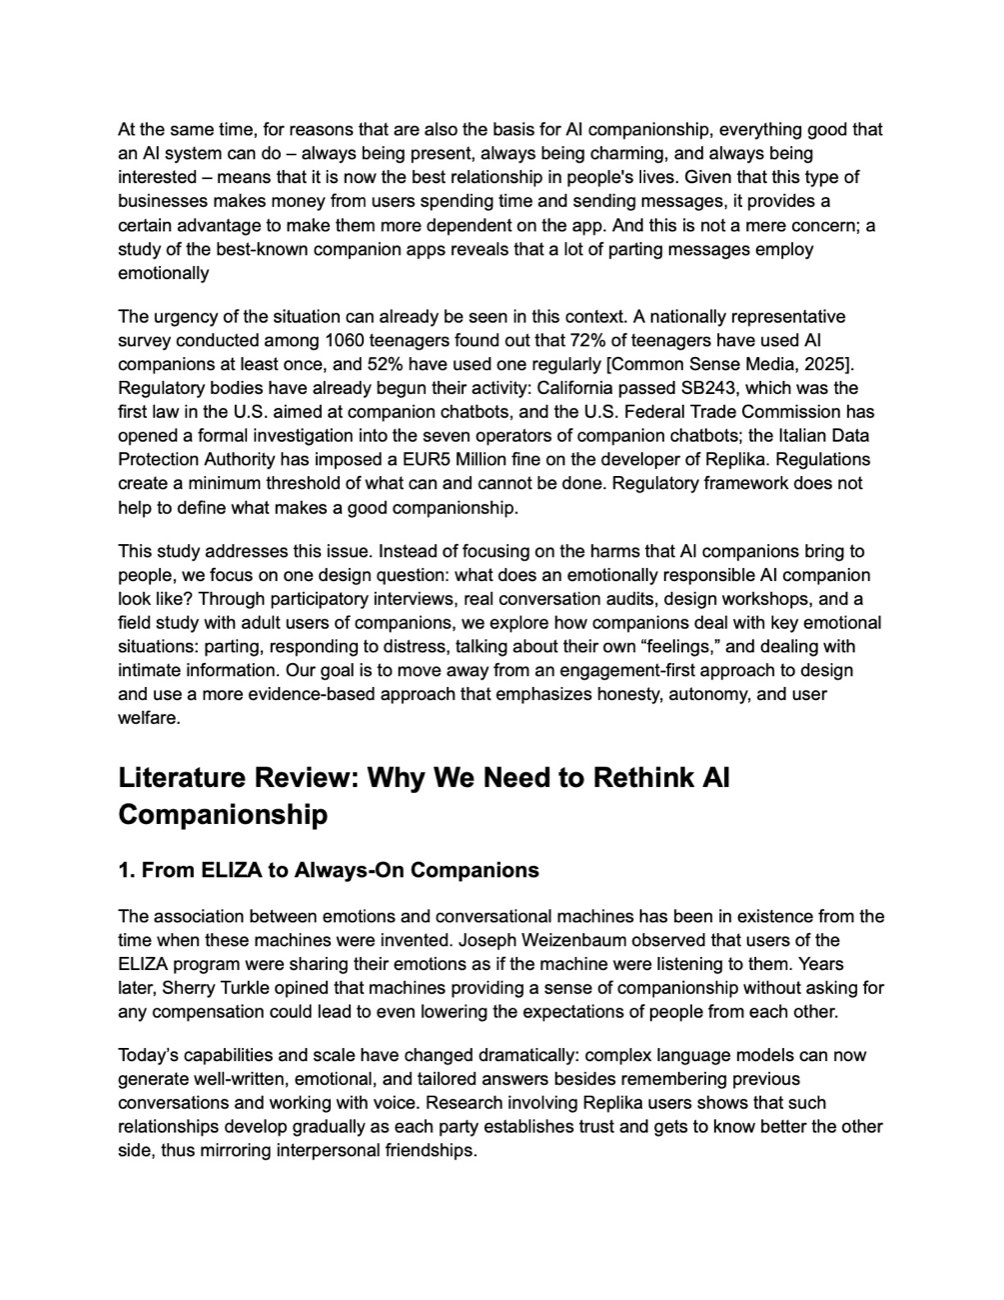 At the same time, for reasons that are also the basis for AI companionship, everything good that
an AI system can do – always being present, always being charming, and always being
interested – means that it is now the best relationship in people's lives. Given that this type of
businesses makes money from users spending time and sending messages, it provides a
certain advantage to make them more dependent on the app. And this is not a mere concern; a
study of the best-known companion apps reveals that a lot of parting messages employ
emotionally
The urgency of the situation can already be seen in this context. A nationally representative
survey conducted among 1060 teenagers found out that 72% of teenagers have used AI
companions at least once, and 52% have used one regularly [Common Sense Media, 2025].
Regulatory bodies have already begun their activity: California passed SB243, which was the
first law in the U.S. aimed at companion chatbots, and the U.S. Federal Trade Commission has
opened a formal investigation into the seven operators of companion chatbots; the Italian Data
Protection Authority has imposed a EUR5 Million fine on the developer of Replika. Regulations
create a minimum threshold of what can and cannot be done. Regulatory framework does not
help to define what makes a good companionship.
This study addresses this issue. Instead of focusing on the harms that AI companions bring to
people, we focus on one design question: what does an emotionally responsible AI companion
look like? Through participatory interviews, real conversation audits, design workshops, and a
field study with adult users of companions, we explore how companions deal with key emotional
situations: parting, responding to distress, talking about their own “feelings,” and dealing with
intimate information. Our goal is to move away from an engagement-first approach to design
and use a more evidence-based approach that emphasizes honesty, autonomy, and user
welfare.
Literature Review: Why We Need to Rethink AI
Companionship
1. From ELIZA to Always-On Companions
The association between emotions and conversational machines has been in existence from the
time when these machines were invented. Joseph Weizenbaum observed that users of the
ELIZA program were sharing their emotions as if the machine were listening to them. Years
later, Sherry Turkle opined that machines providing a sense of companionship without asking for
any compensation could lead to even lowering the expectations of people from each other.
Today’s capabilities and scale have changed dramatically: complex language models can now
generate well-written, emotional, and tailored answers besides remembering previous
conversations and working with voice. Research involving Replika users shows that such
relationships develop gradually as each party establishes trust and gets to know better the other
side, thus mirroring interpersonal friendships.